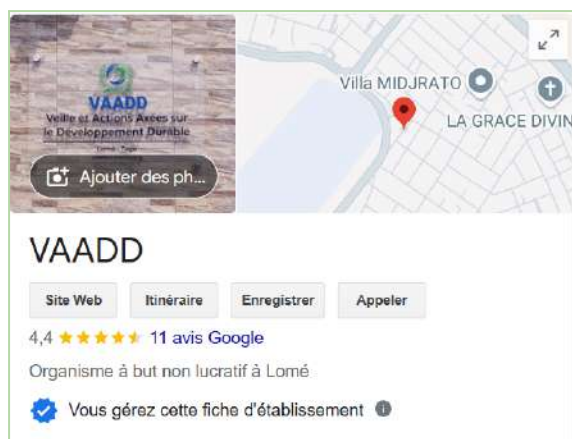 VAADD
Veille et Actions Axées sur
le Développement Durable
Lomé - Togo
Ajouter des ph...
Villa MIDJRATO
LA GRACE DIVIN
VAADD
Site Web
Itinéraire
Enregistrer
Appeler
4,4 11 avis Google
Organisme à but non lucratif à Lomé
Vous gérez cette fiche d'établissement